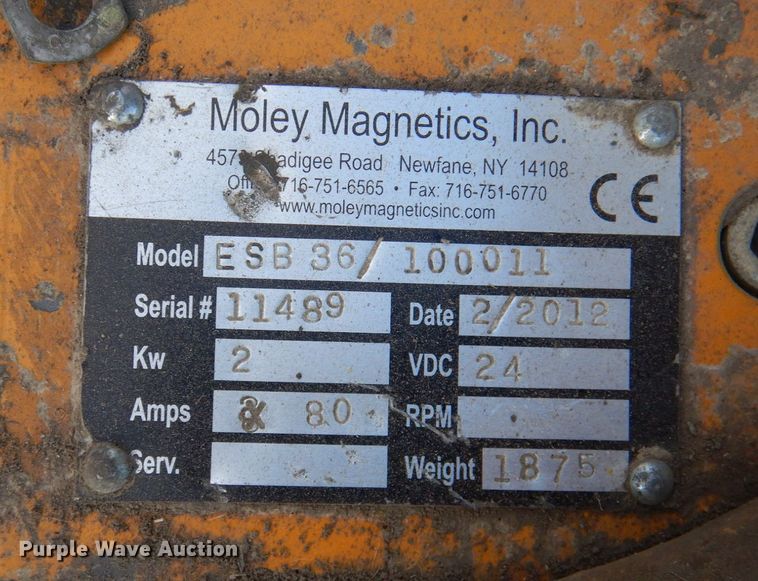 Moley Magnetics, Inc.
Road Newfane, NY 14108
716-751-6565 • Fax: 716-751-6770
www.moleymagneticsinc.com
CE
Model ESB 36/ 100011
Serial # 11489 Date 2/2012
Kw 2 VDC 24
Amps 80 RPM
Serv. Weight 1875
Purple Wave Auction